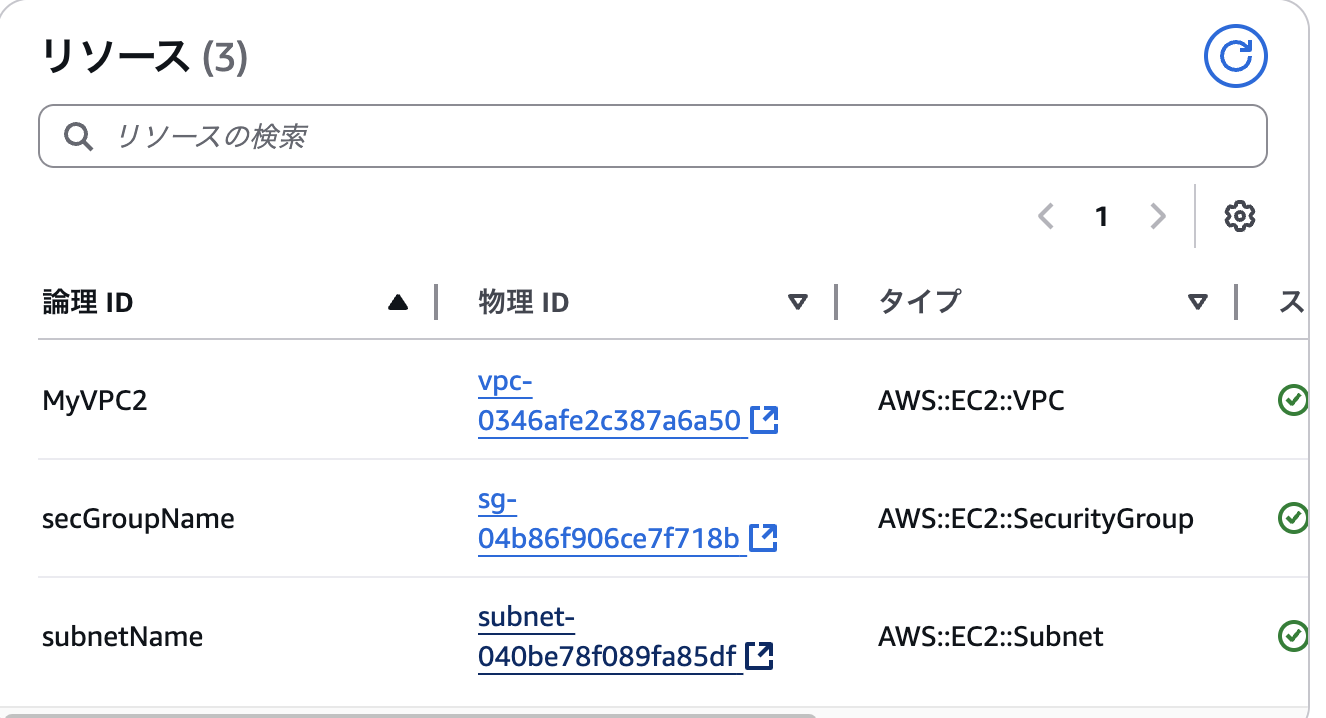 リソース (3)
リソースの検索
1
論理 ID 物理 ID タイプ ス
MyVPC2 vpc-0346afe2c387a6a50 AWS::EC2::VPC
secGroupName sg-04b86f906ce7f718b AWS::EC2::SecurityGroup
subnetName subnet-040be78f089fa85df AWS::EC2::Subnet